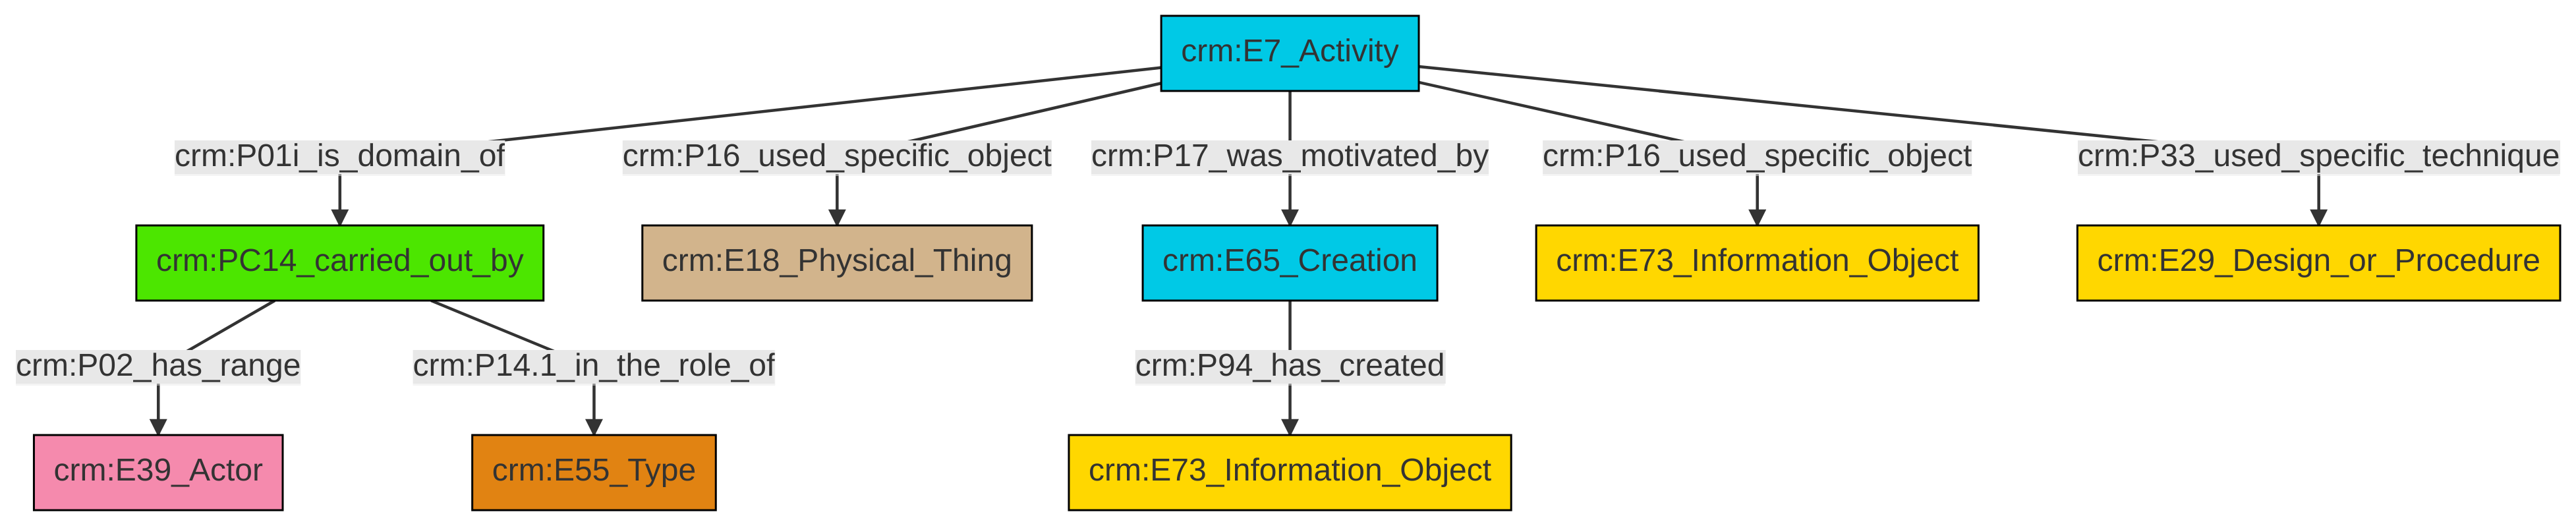 crm:E7_Activity
crm:P01i_is_domain_of
crm:P16_used_specific_object
crm:P17_was_motivated_by
crm:P16_used_specific_object
crm:P33_used_specific_technique
crm:PC14_carried_out_by
crm:E18_Physical_Thing
crm:E65_Creation
crm:E73_Information_Object
crm:E29_Design_or_Procedure
crm:P02_has_range
crm:P14.1_in_the_role_of
crm:P94_has_created
crm:E39_Actor
crm:E55_Type
crm:E73_Information_Object